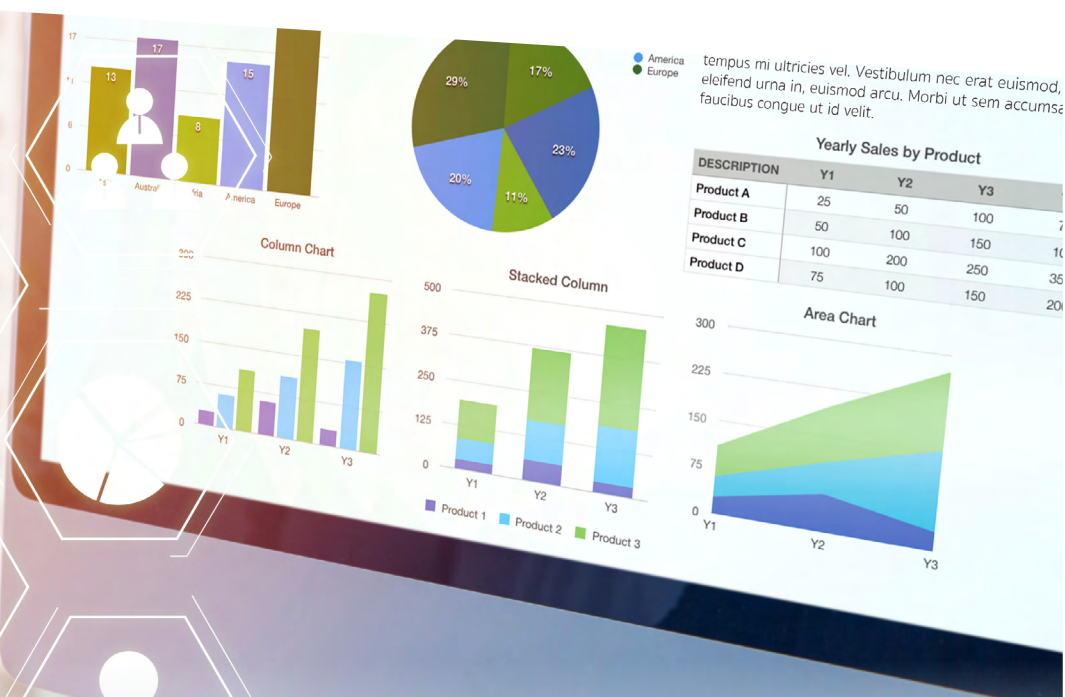 17
13
17
15
8
6
0
America
Europe
29%
17%
23%
20%
11%
America
Europe
tempus mi ultricies vel. Vestibulum nec erat euismod,
eleifend urna in, euismod arcu. Morbi ut sem
faucibus congue ut id velit.
Yearly Sales by Product
DESCRIPTION Y1 Y2 Y3
Product A 25 50 100
Product B 50 100 150
Product C 100 200 250
Product D 75 100 150
Column Chart
300
225
150
75
0
Y1
Y2
Y3
Stacked Column
500
375
250
125
0
Y1
Y2
Y3
Product 1
Product 2
Product 3
Area Chart
300
225
150
75
0
Y1
Y2
Y3